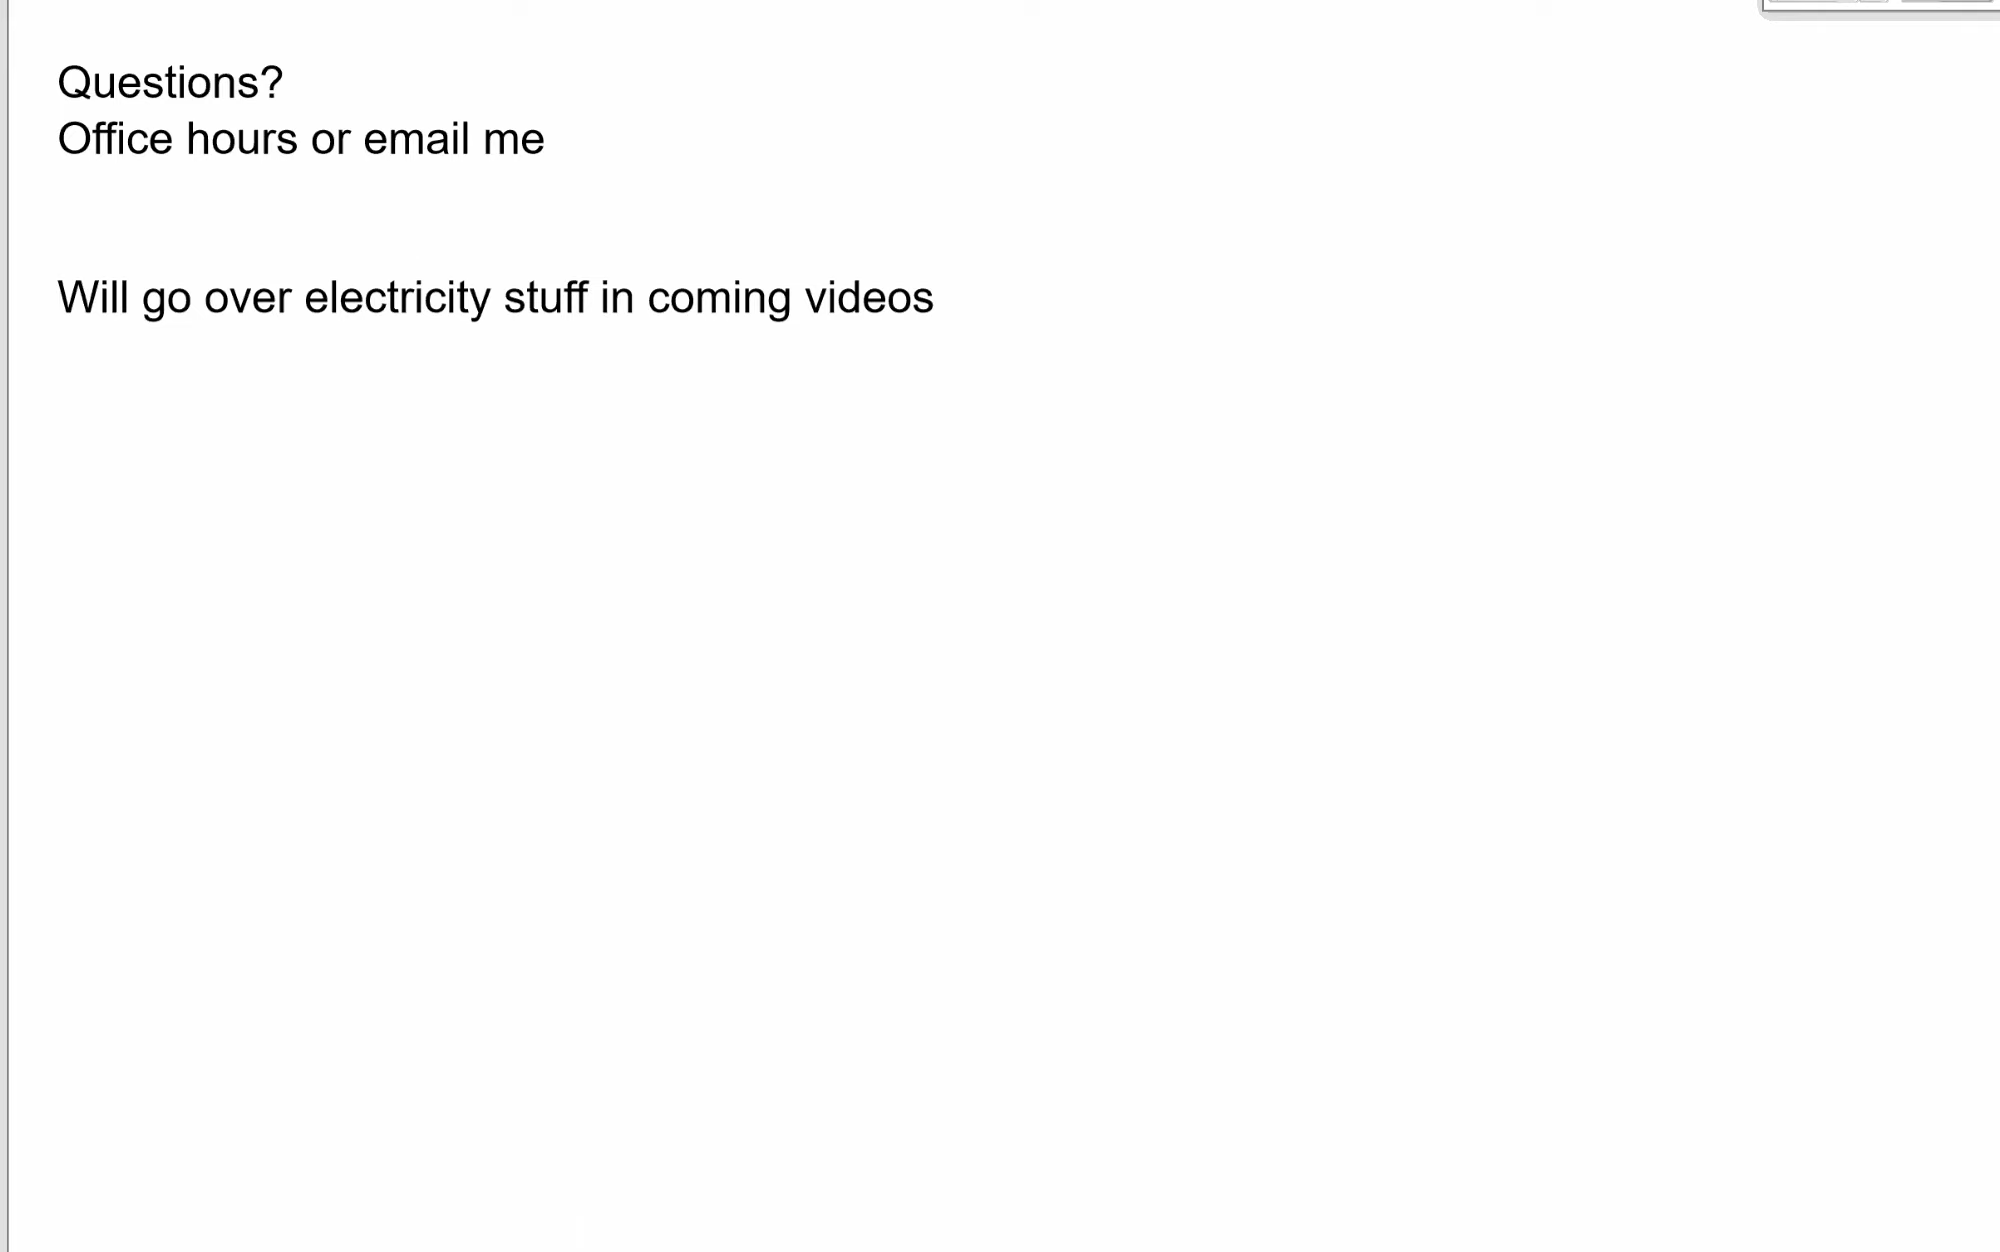 Questions?
Office hours or email me
Will go over electricity stuff in coming videos